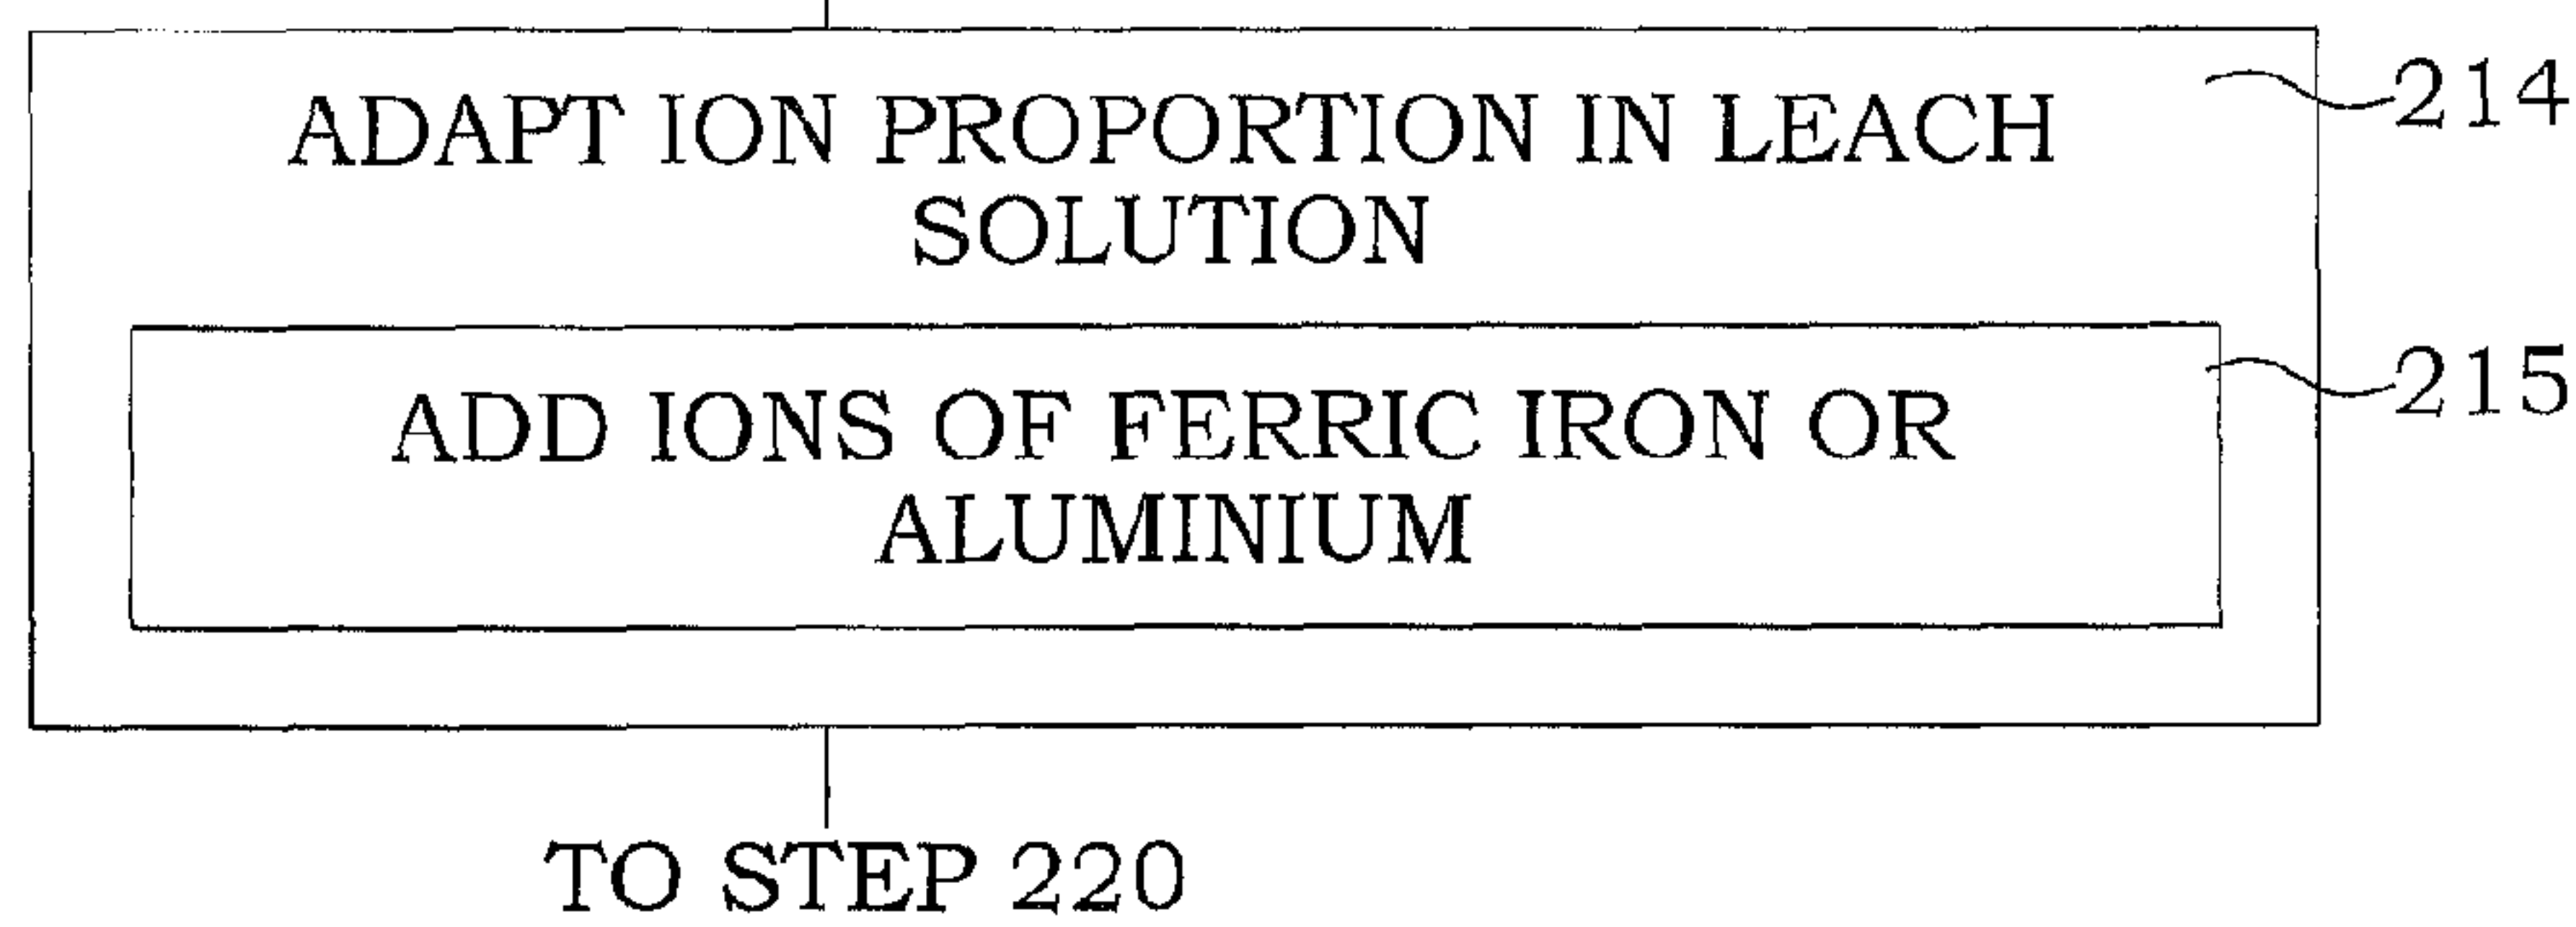 ADAPT ION PROPORTION IN LEACH 214
SOLUTION
ADD IONS OF FERRIC IRON OR 215
ALUMINIUM
TO STEP 220